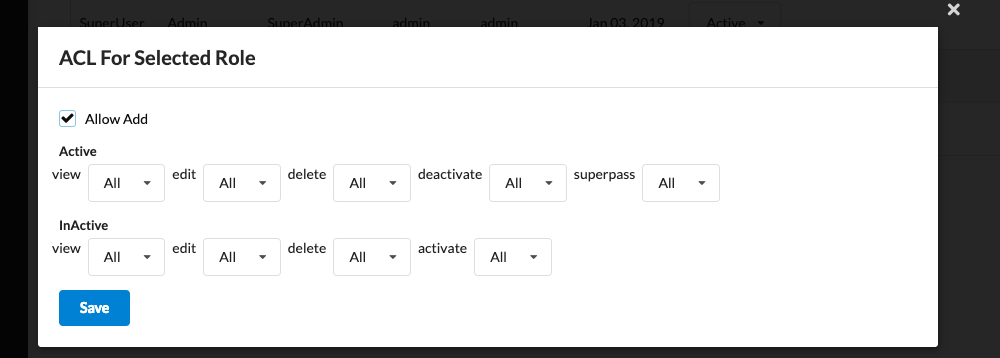 SuperUser Admin SuperAdmin admin admin Jan 03, 2019 Active
ACL For Selected Role
Allow Add
Active
view All edit All delete All deactivate All superpass All
InActive
view All edit All delete All activate All
Save